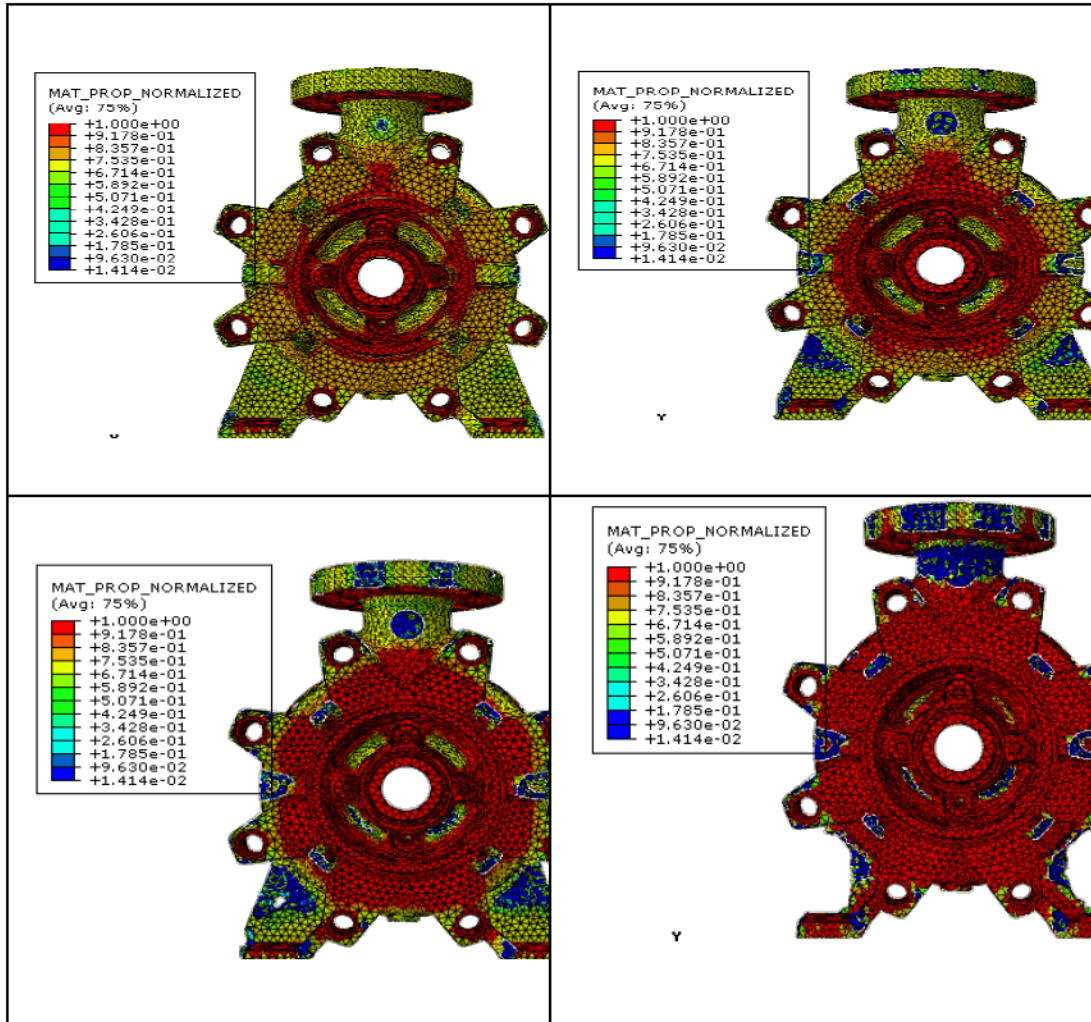 MAT_PROP_NORMALIZED
(Avg: 75%)
+1.000e+00
+9.178e-01
+8.357e-01
+7.535e-01
+6.714e-01
+5.892e-01
+5.071e-01
+4.249e-01
+3.428e-01
+2.606e-01
+1.785e-01
+9.630e-02
+1.414e-02
MAT_PROP_NORMALIZED
(Avg: 75%)
+1.000e+00
+9.178e-01
+8.357e-01
+7.535e-01
+6.714e-01
+5.892e-01
+5.071e-01
+4.249e-01
+3.428e-01
+2.606e-01
+1.785e-01
+9.630e-02
+1.414e-02
Y
MAT_PROP_NORMALIZED
(Avg: 75%)
+1.000e+00
+9.178e-01
+8.357e-01
+7.535e-01
+6.714e-01
+5.892e-01
+5.071e-01
+4.249e-01
+3.428e-01
+2.606e-01
+1.785e-01
+9.630e-02
+1.414e-02
MAT_PROP_NORMALIZED
(Avg: 75%)
+1.000e+00
+9.178e-01
+8.357e-01
+7.535e-01
+6.714e-01
+5.892e-01
+5.071e-01
+4.249e-01
+3.428e-01
+2.606e-01
+1.785e-01
+9.630e-02
+1.414e-02
Y